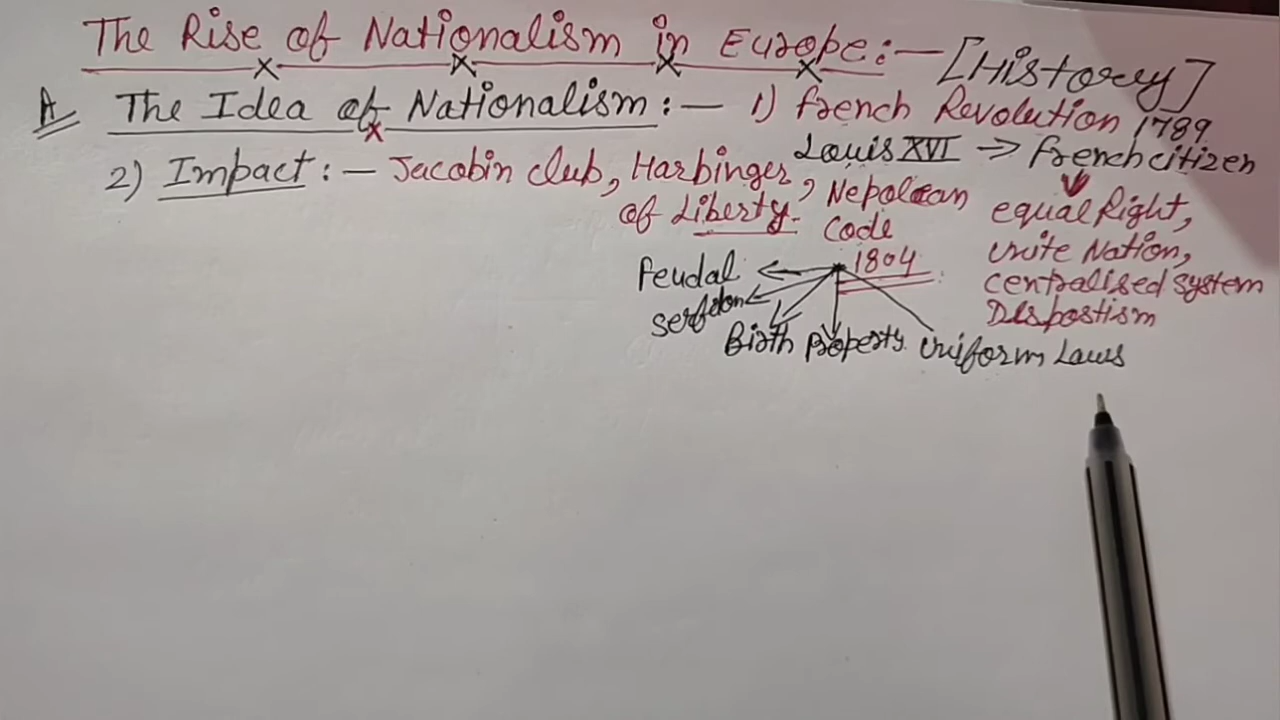 The Rise of Nationalism in Europe:— [History]
A The Idea of Nationalism:— 1) French Revolution 1789
Louis XVI → French citizen
2) Impact:— Jacobin club, Harbinger of Liberty, Nepolean Code 1804
equal Right,
unite Nation,
centralised System
Despostism
Feudal
Serfdom
Birth Property Uniform Laws